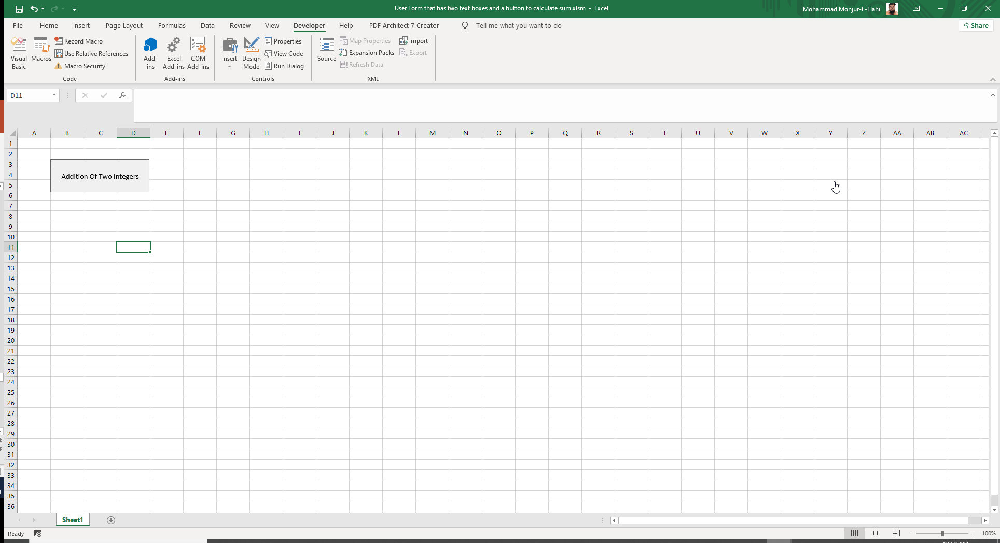 User Form that has two text boxes and a button to calculate sum.xlsm - Excel
Mohammad Monjur-E-Elahi
File Home Insert Page Layout Formulas Data Review View Developer Help PDF Architect 7 Creator Tell me what you want to do Share
Visual Basic
Macros
Record Macro
Use Relative References
Macro Security
Code
Add-ins
Excel Add-ins
COM Add-ins
Add-ins
Insert
Design Mode
Properties
View Code
Run Dialog
Controls
Source
Map Properties
Expansion Packs
Refresh Data
Import
Export
XML
D11
fx
A B C D E F G H I J K L M N O P Q R S T U V W X Y Z AA AB AC
1
2
3
4
Addition Of Two Integers
5
6
7
8
9
10
11
12
13
14
15
16
17
18
19
20
21
22
23
24
25
26
27
28
29
30
31
32
33
34
35
36
Sheet1
Ready
100%